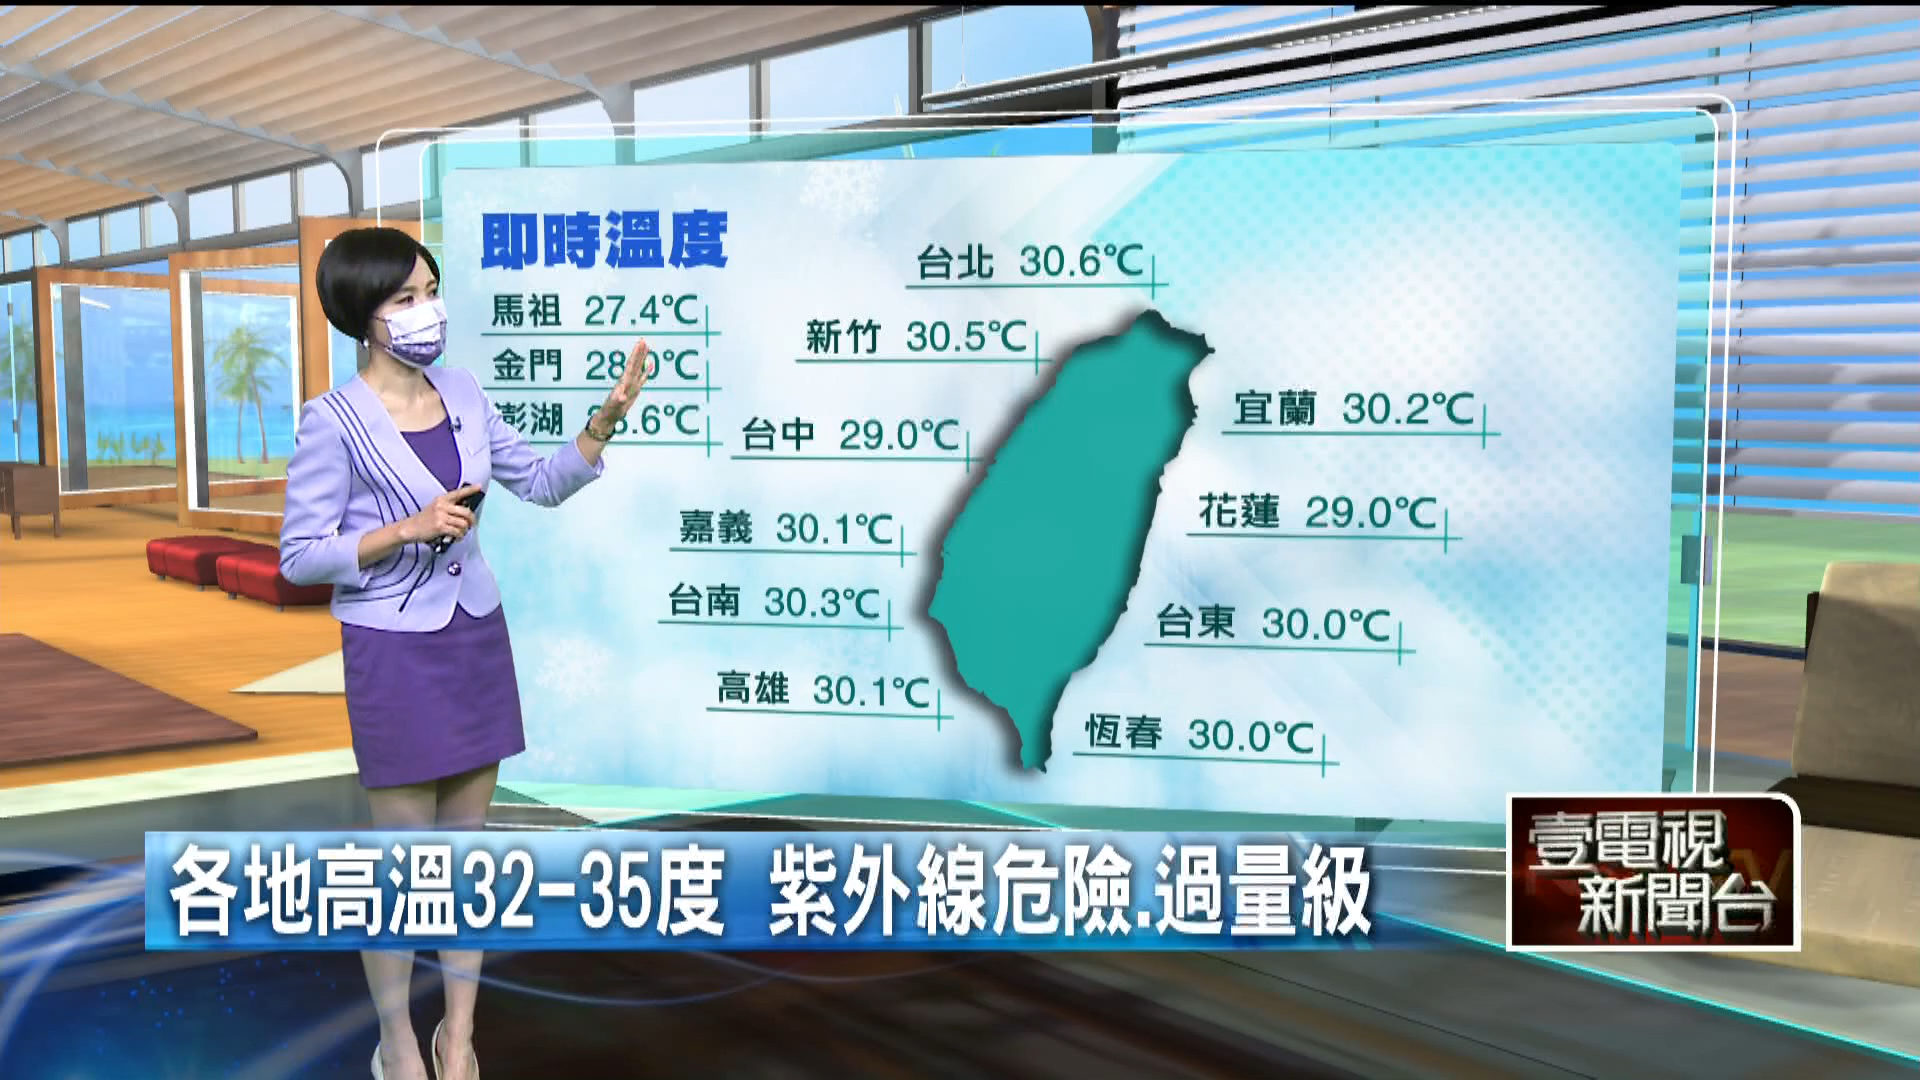 即時溫度
馬祖 27.4℃
金門 28.0℃
澎湖 .6℃
台北 30.6℃
新竹 30.5℃
台中 29.0℃
嘉義 30.1℃
台南 30.3℃
高雄 30.1℃
宜蘭 30.2℃
花蓮 29.0℃
台東 30.0℃
恆春 30.0℃
各地高溫32-35度 紫外線危險.過量級
壹電視
新聞台